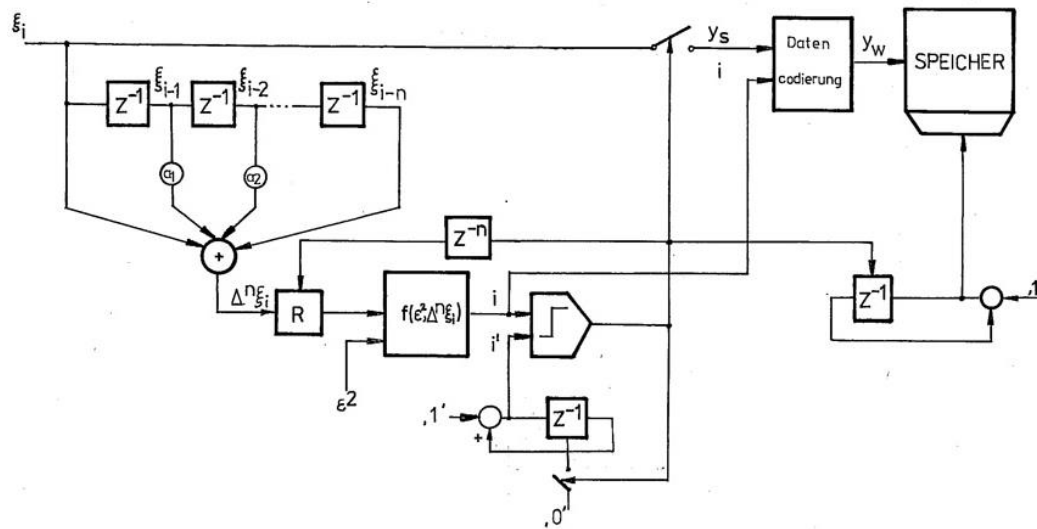 ξi
ys
i
Daten
codierung
yw
SPEICHER
Z⁻¹
ξi-1
Z⁻¹
ξi-2
Z⁻¹
ξi-n
a1
a2
+
Z⁻ⁿ
Δⁿξi
R
f(ε²,Δⁿξi)
i
i'
ε²
Z⁻¹
,1
,1'
+
Z⁻¹
,0'